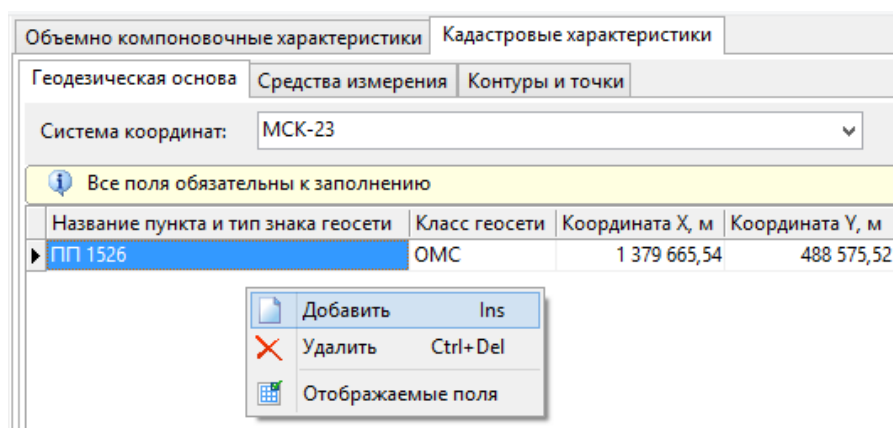 Объемно компоновочные характеристики Кадастровые характеристики
Геодезическая основа Средства измерения Контуры и точки
Система координат: МСК-23
Все поля обязательны к заполнению
Название пункта и тип знака геосети Класс геосети Координата X, м Координата Y, м
ПП 1526 ОМС 1 379 665,54 488 575,52
Добавить Ins
Удалить Ctrl+Del
Отображаемые поля